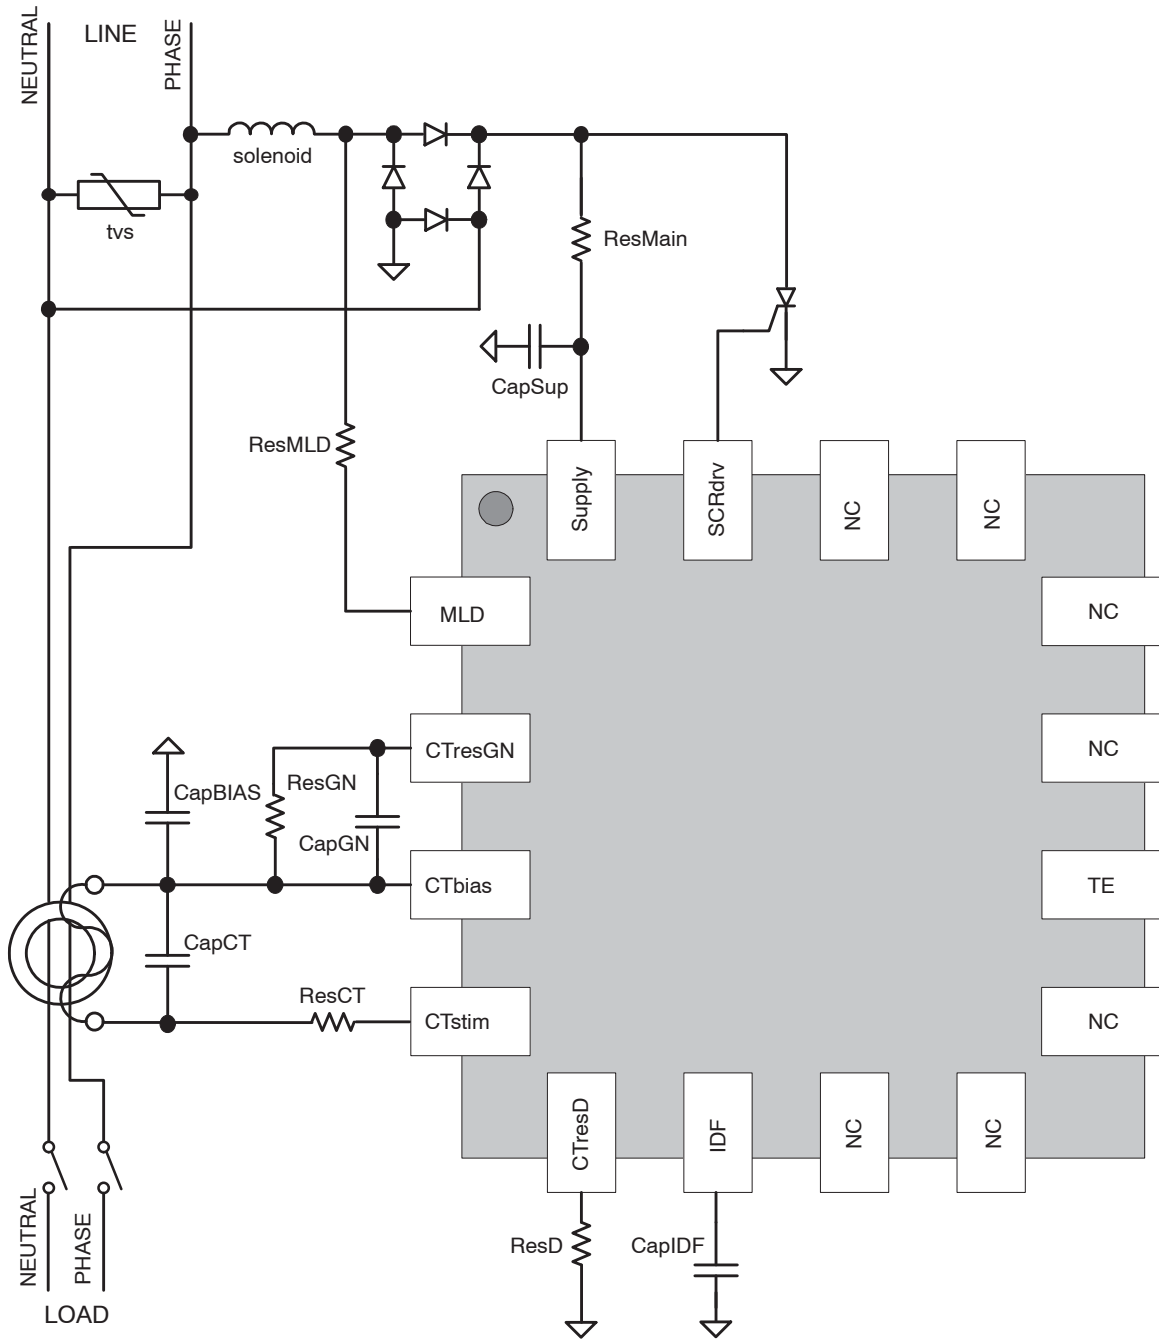 NEUTRAL
LINE
PHASE
solenoid
tvs
ResMain
CapSup
ResMLD
Supply
SCRdrv
NC
NC
MLD
NC
CTresGN
NC
ResGN
CapBIAS
CapGN
CTbias
TE
CapCT
ResCT
CTstim
NC
CTresD
IDF
NC
NC
NEUTRAL
PHASE
ResD
CapIDF
LOAD